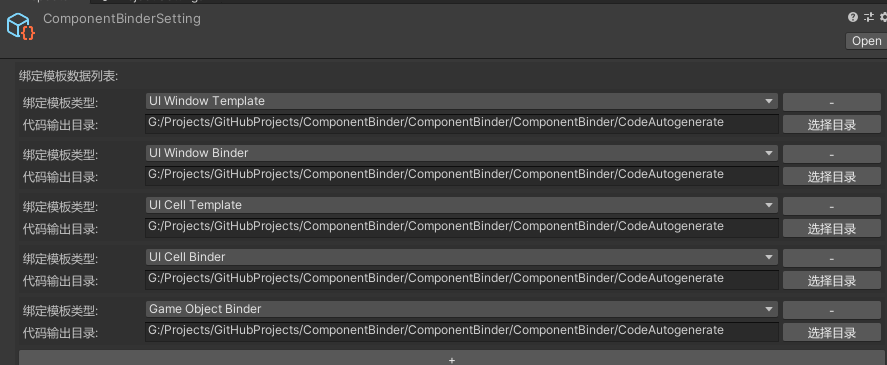 ComponentBinderSetting
Open
绑定模板数据列表:
绑定模板类型: UI Window Template -
代码输出目录: G:/Projects/GitHubProjects/ComponentBinder/ComponentBinder/ComponentBinder/CodeAutogenerate 选择目录
绑定模板类型: UI Window Binder -
代码输出目录: G:/Projects/GitHubProjects/ComponentBinder/ComponentBinder/ComponentBinder/CodeAutogenerate 选择目录
绑定模板类型: UI Cell Template -
代码输出目录: G:/Projects/GitHubProjects/ComponentBinder/ComponentBinder/ComponentBinder/CodeAutogenerate 选择目录
绑定模板类型: UI Cell Binder -
代码输出目录: G:/Projects/GitHubProjects/ComponentBinder/ComponentBinder/ComponentBinder/CodeAutogenerate 选择目录
绑定模板类型: Game Object Binder -
代码输出目录: G:/Projects/GitHubProjects/ComponentBinder/ComponentBinder/ComponentBinder/CodeAutogenerate 选择目录
+